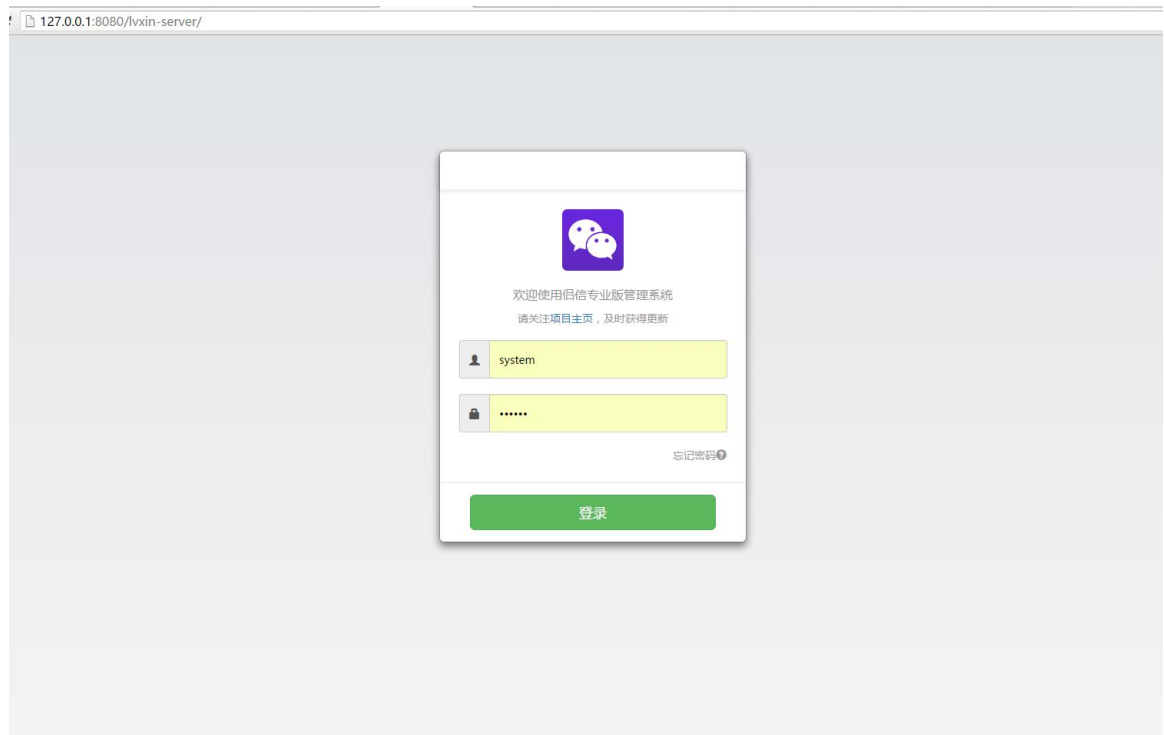 127.0.0.1:8080/lvxin-server/
欢迎使用侣信专业版管理系统
请关注项目主页，及时获得更新
system
••••••
忘记密码
登录